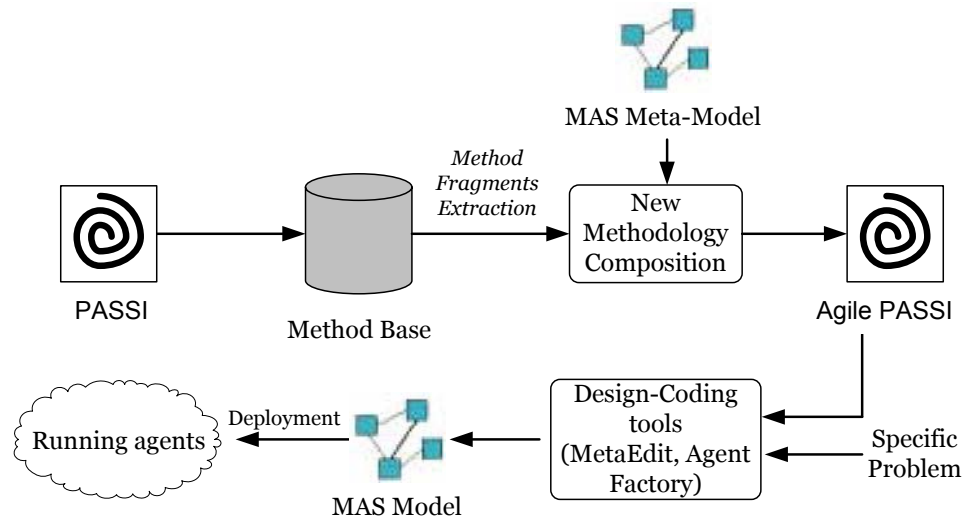 MAS Meta-Model
Method
Fragments
Extraction
New
Methodology
Composition
PASSI
Method Base
Agile PASSI
Running agents
Deployment
MAS Model
Design-Coding
tools
(MetaEdit, Agent
Factory)
Specific
Problem